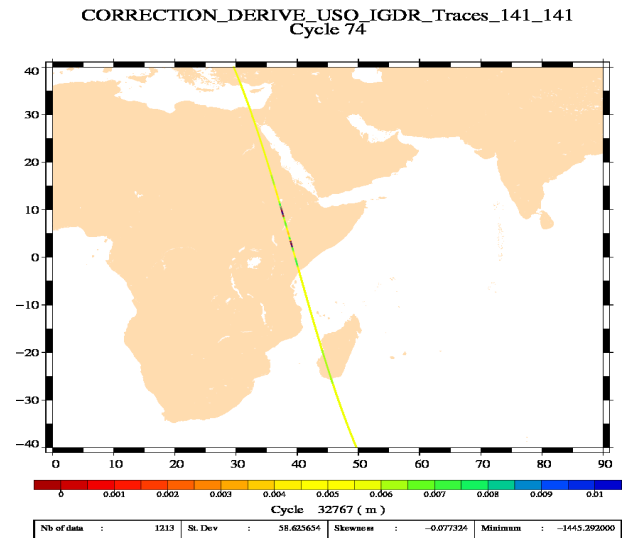 CORRECTION_DERIVE_USO_IGDR_Traces_141_141
Cycle 74
40
30
20
10
0
−10
−20
−30
−40
0 10 20 30 40 50 60 70 80 90
0 0.001 0.002 0.003 0.004 0.005 0.006 0.007 0.008 0.009 0.01
Cycle 32767 ( m )
Nb of data : 1213 St. Dev : 58.625654 Skewness : −0.077324 Minimum : −1445.292000